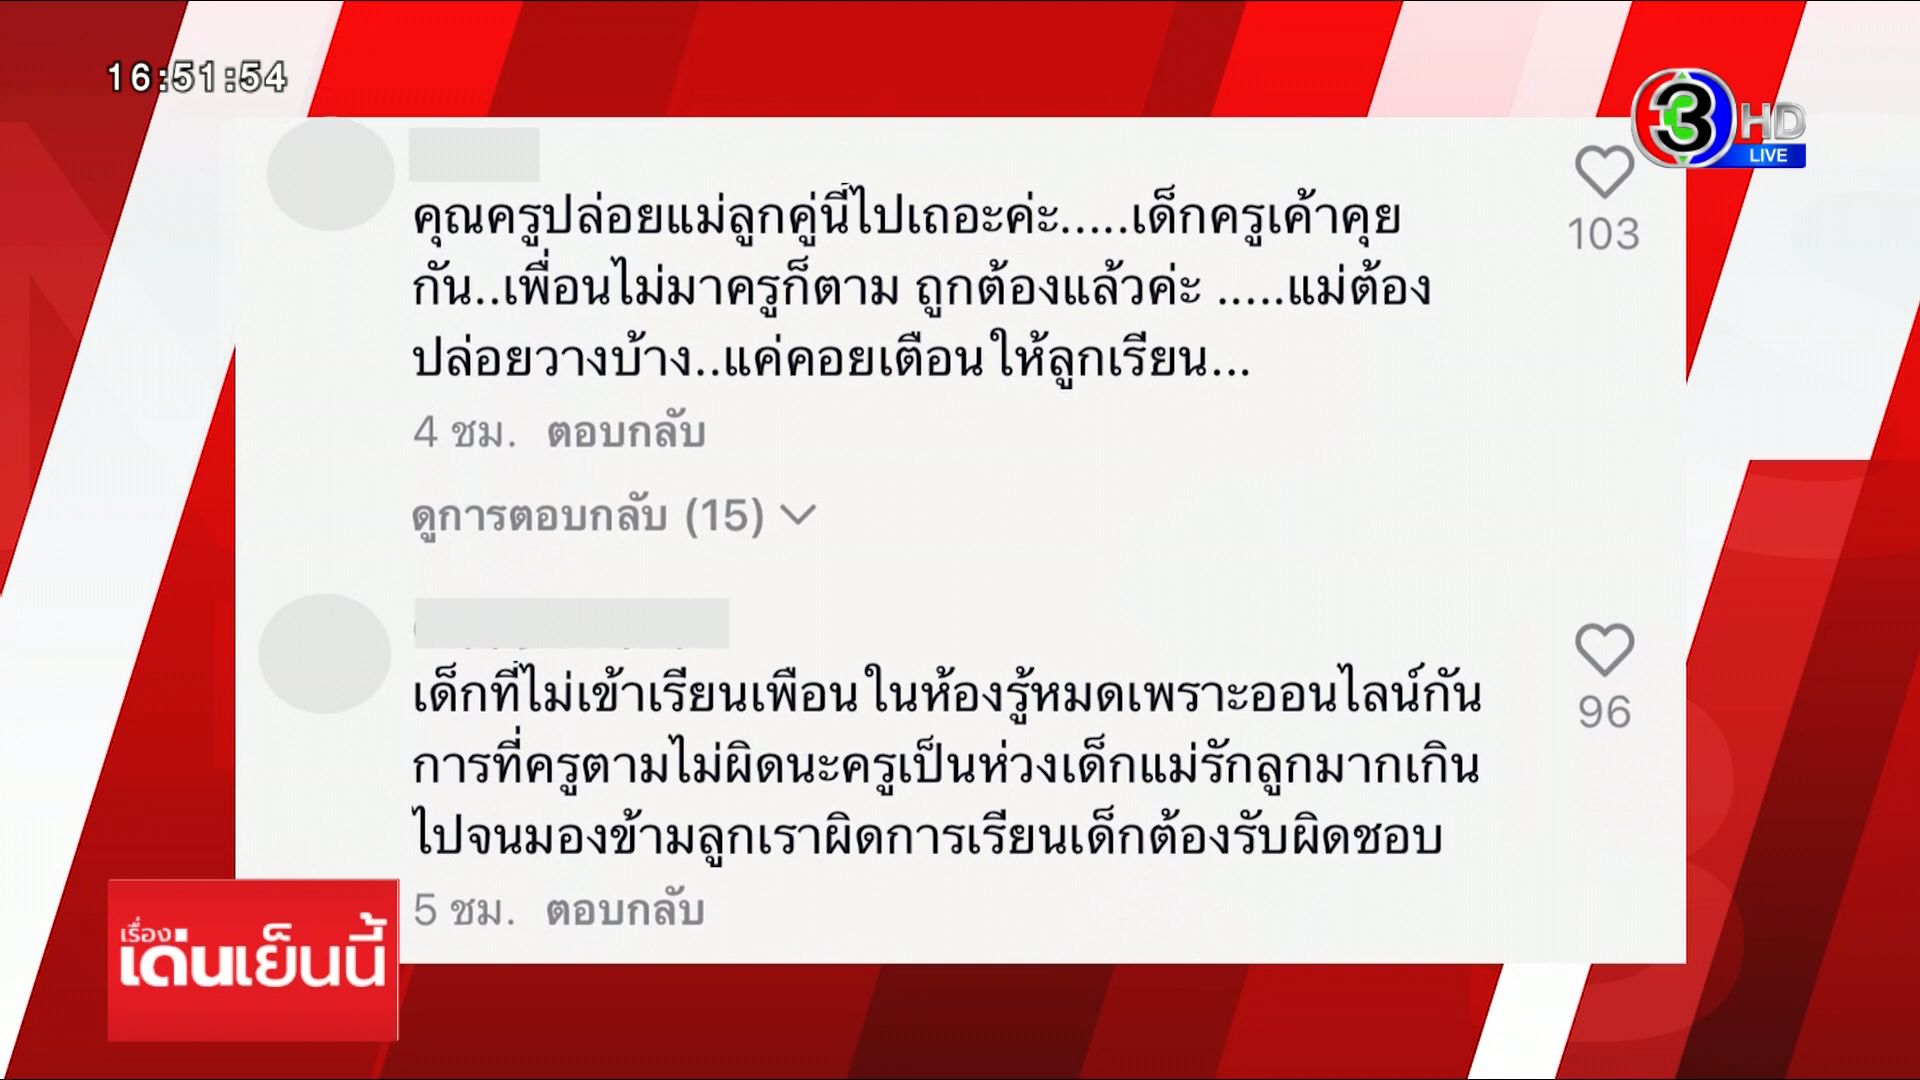 16:51:54
3 HD
LIVE
คุณครูปล่อยแม่ลูกคู่นี้ไปเถอะค่ะ.....เด็กครูเค้าคุย
กัน..เพื่อนไม่มาครูก็ตาม ถูกต้องแล้วค่ะ .....แม่ต้อง
ปล่อยวางบ้าง..แค่คอยเตือนให้ลูกเรียน...
103
4 ชม. ตอบกลับ
ดูการตอบกลับ (15)
เด็กที่ไม่เข้าเรียนเพื่อนในห้องรู้หมดเพราะออนไลน์กัน
การที่ครูตามไม่ผิดนะครูเป็นห่วงเด็กแม่รักลูกมากเกิน
ไปจนมองข้ามลูกเราผิดการเรียนเด็กต้องรับผิดชอบ
96
5 ชม. ตอบกลับ
เรื่อง
เด่นเย็นนี้